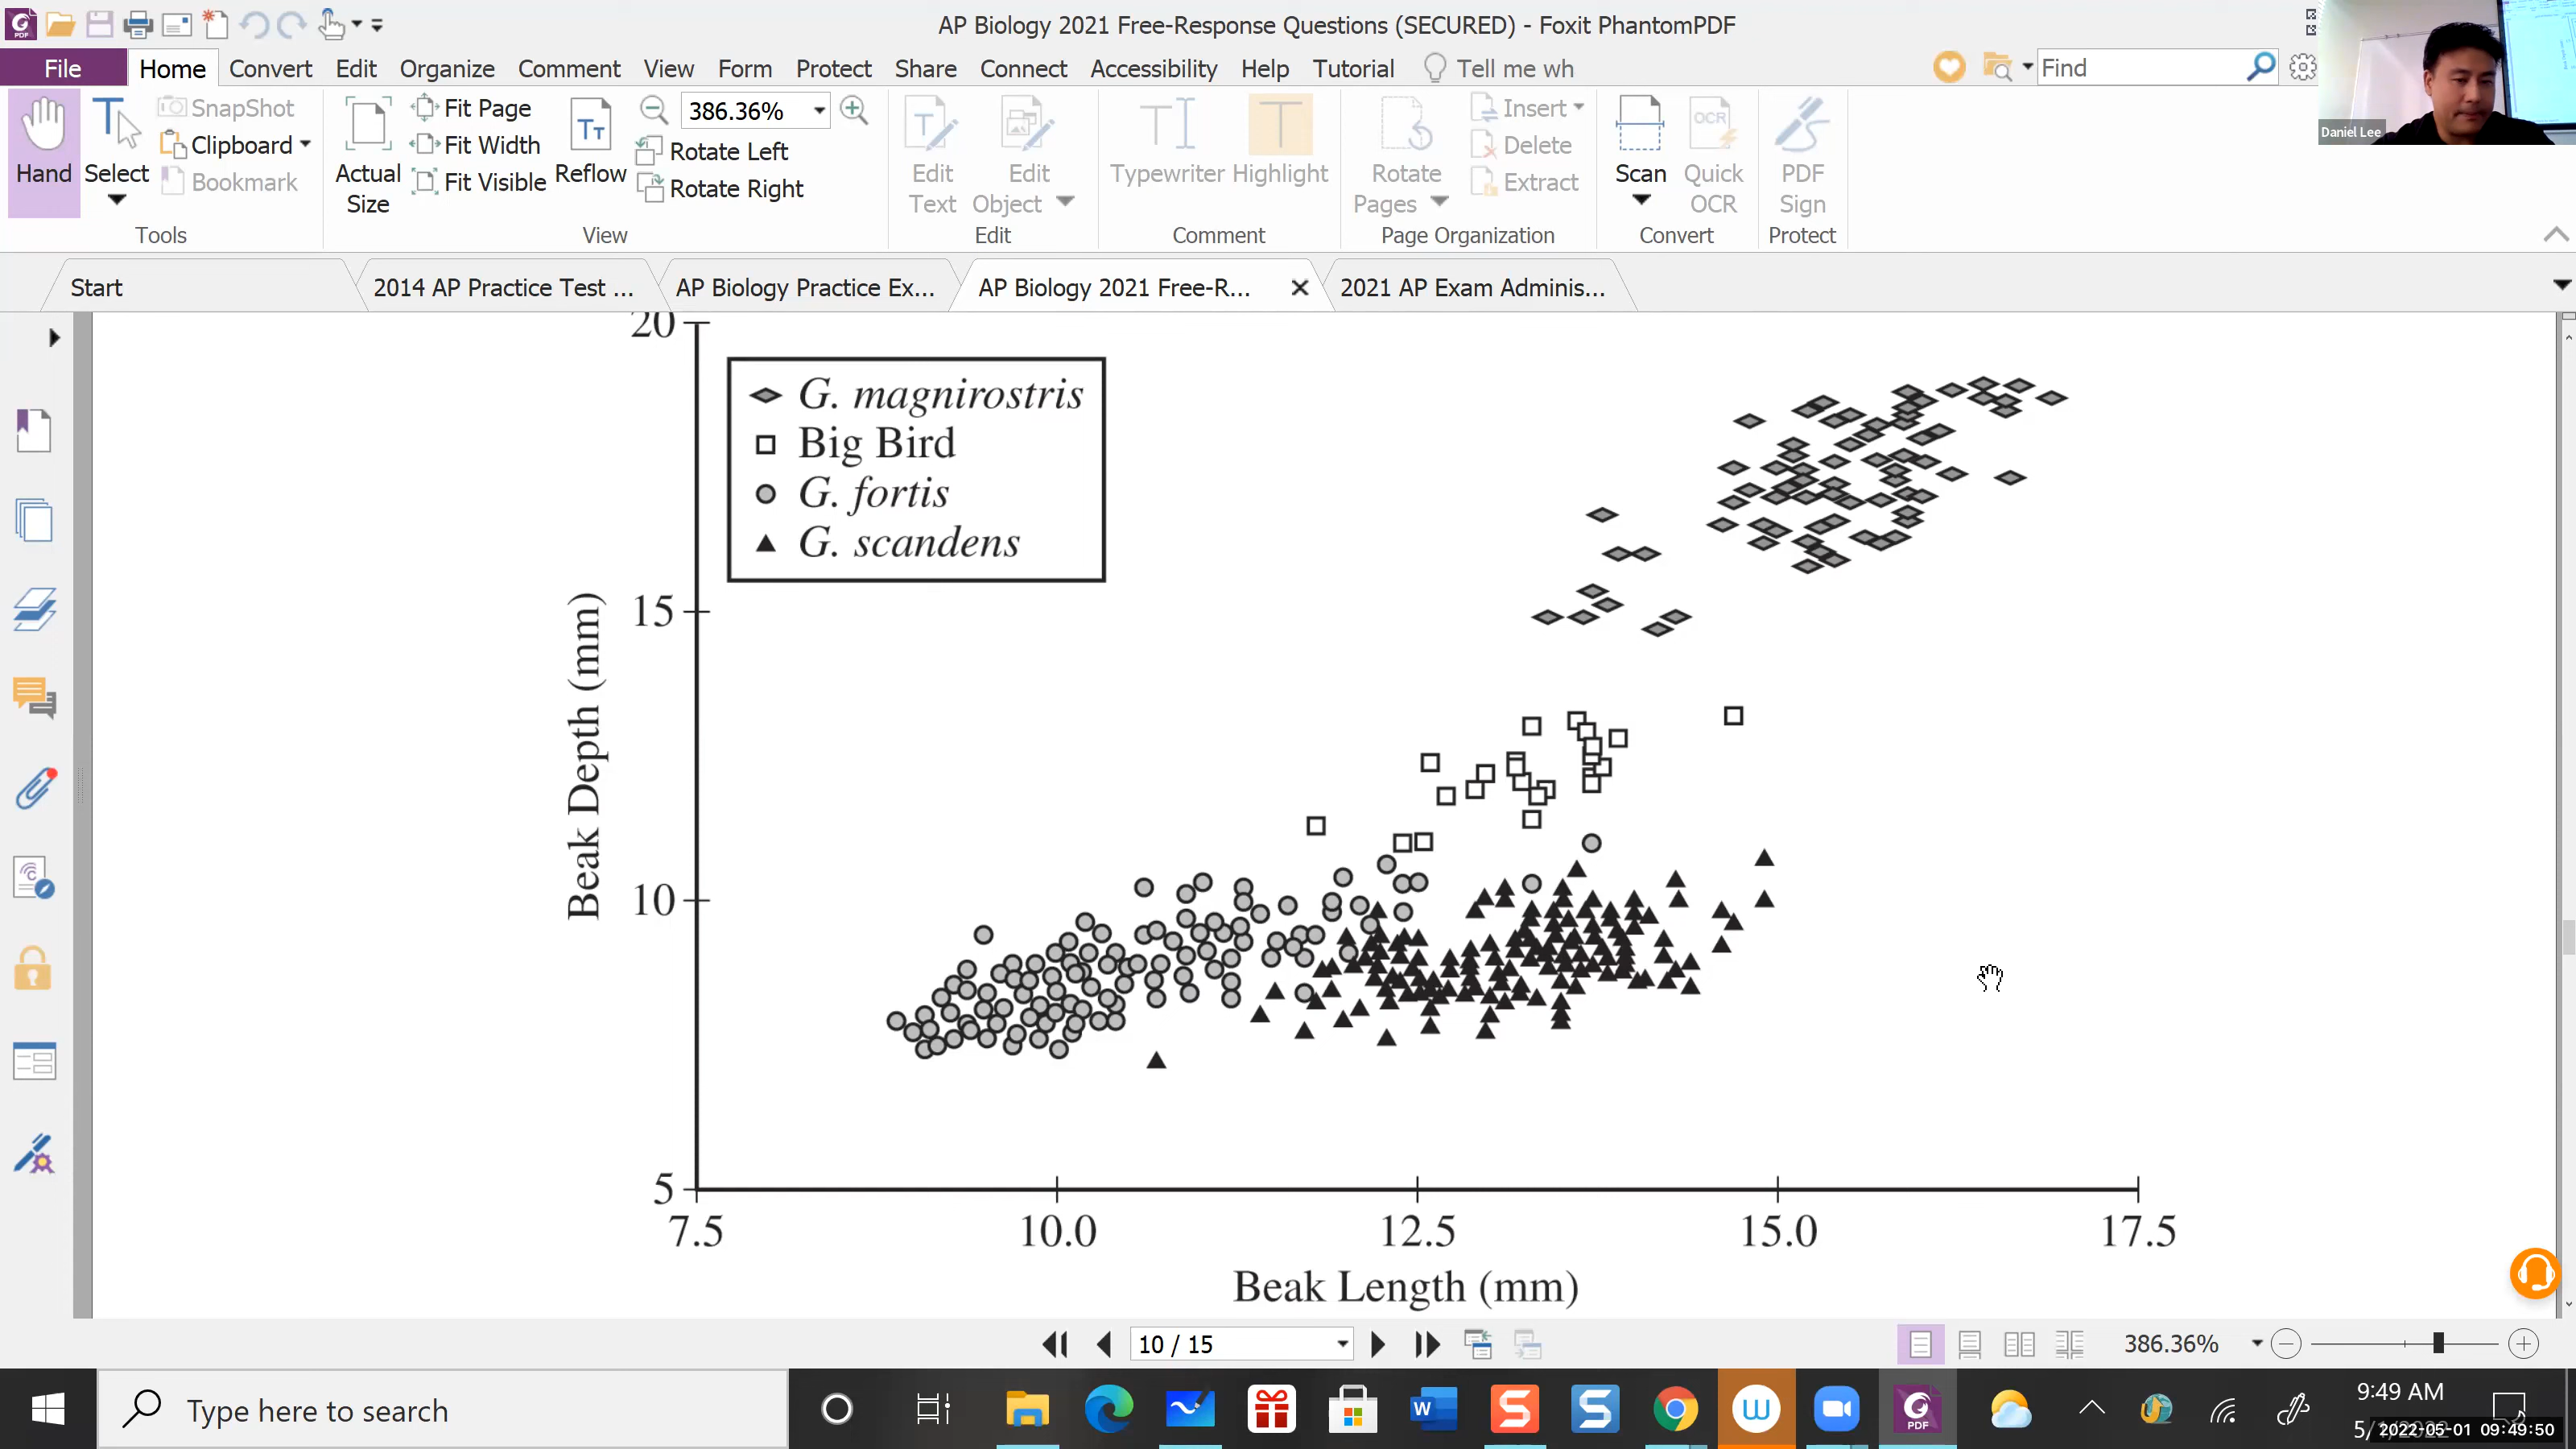 AP Biology 2021 Free-Response Questions (SECURED) - Foxit PhantomPDF
File Home Convert Edit Organize Comment View Form Protect Share Connect Accessibility Help Tutorial Tell me wh Find
Hand
Select
SnapShot
Clipboard
Bookmark
Tools
Actual Size
Fit Page
Fit Width
Fit Visible
Reflow
386.36%
Rotate Left
Rotate Right
View
Edit Text
Edit Object
Edit
Typewriter
Highlight
Comment
Rotate Pages
Insert
Delete
Extract
Page Organization
Scan
Quick OCR
Convert
PDF Sign
Protect
Daniel Lee
Start
2014 AP Practice Test ...
AP Biology Practice Ex...
AP Biology 2021 Free-R...
2021 AP Exam Adminis...
20
G. magnirostris
Big Bird
G. fortis
G. scandens
15
10
5
Beak Depth (mm)
7.5 10.0 12.5 15.0 17.5
Beak Length (mm)
10 / 15
386.36%
Type here to search
9:49 AM
2022-05-01 09:49:50